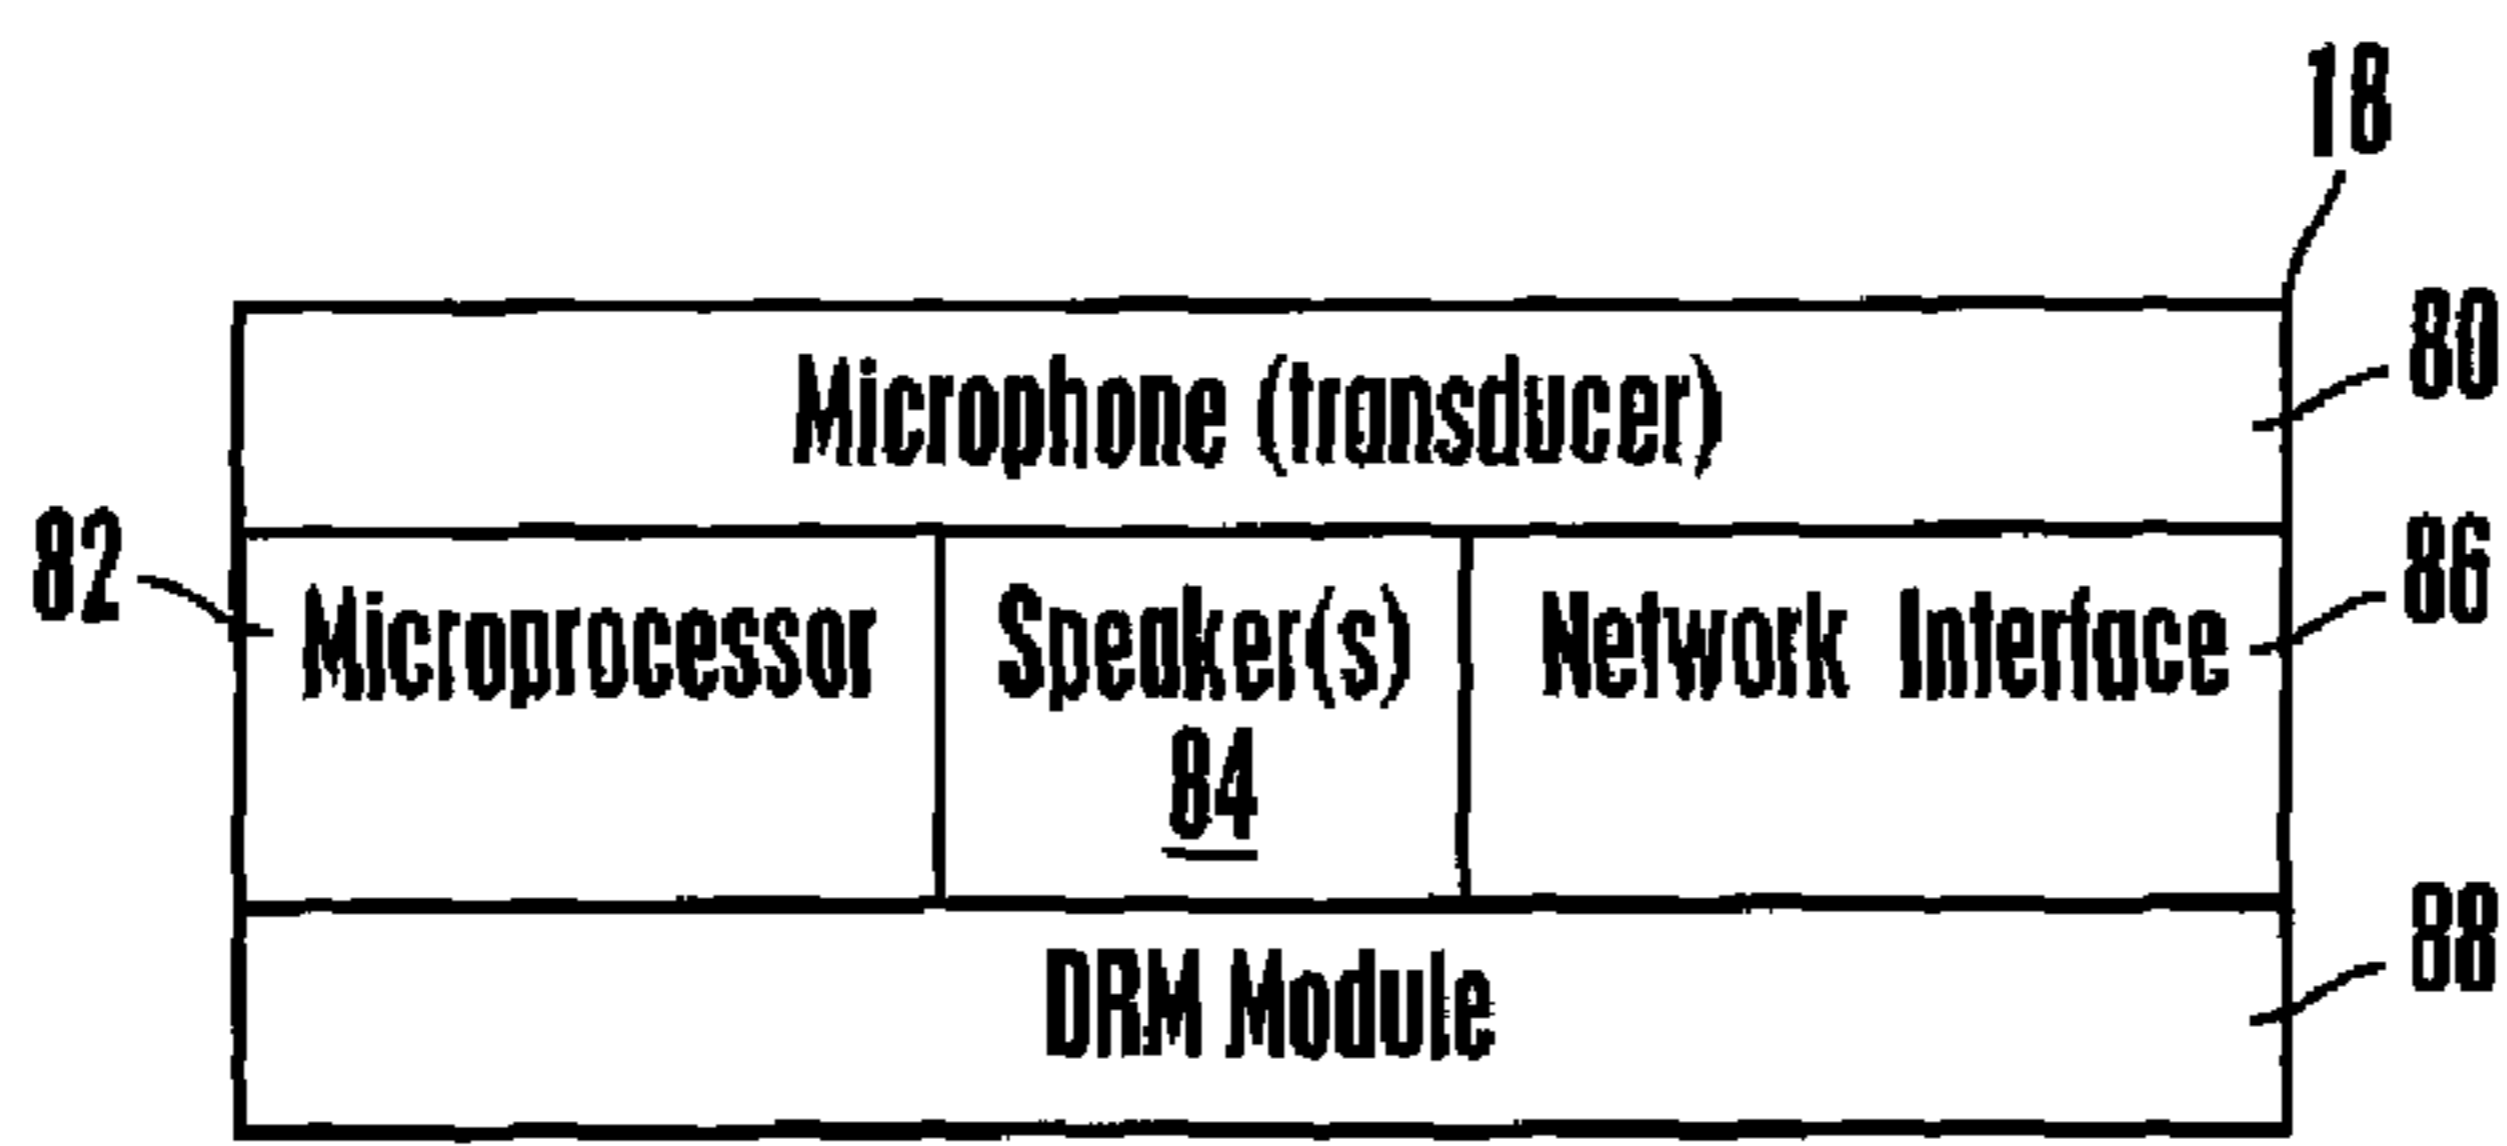 18
80
Microphone (transducer)
82
86
Microprocessor
Speaker(s)
84
Network Interface
88
DRM Module